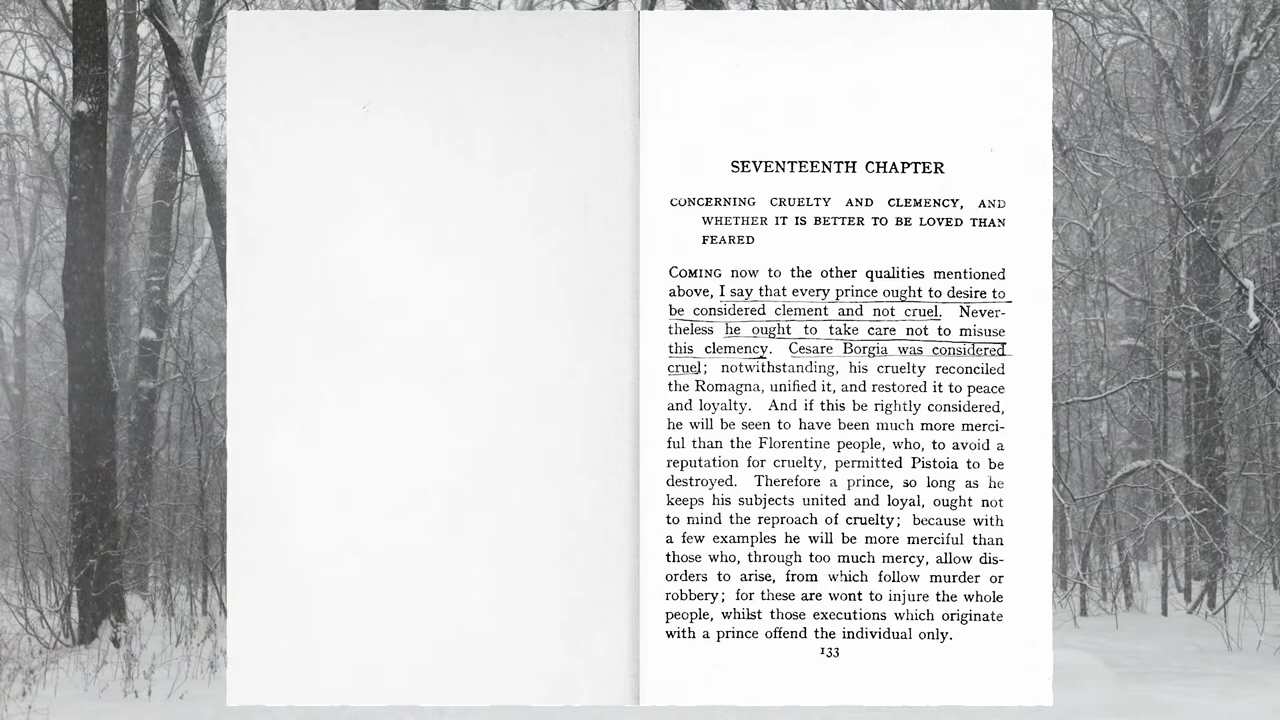 SEVENTEENTH CHAPTER
CONCERNING CRUELTY AND CLEMENCY, AND
WHETHER IT IS BETTER TO BE LOVED THAN
FEARED
COMING now to the other qualities mentioned
above, I say that every prince ought to desire to
be considered clement and not cruel. Never-
theless he ought to take care not to misuse
this clemency. Cesare Borgia was considered
cruel; notwithstanding, his cruelty reconciled
the Romagna, unified it, and restored it to peace
and loyalty. And if this be rightly considered,
he will be seen to have been much more merci-
ful than the Florentine people, who, to avoid a
reputation for cruelty, permitted Pistoia to be
destroyed. Therefore a prince, so long as he
keeps his subjects united and loyal, ought not
to mind the reproach of cruelty; because with
a few examples he will be more merciful than
those who, through too much mercy, allow dis-
orders to arise, from which follow murder or
robbery; for these are wont to injure the whole
people, whilst those executions which originate
with a prince offend the individual only.
133